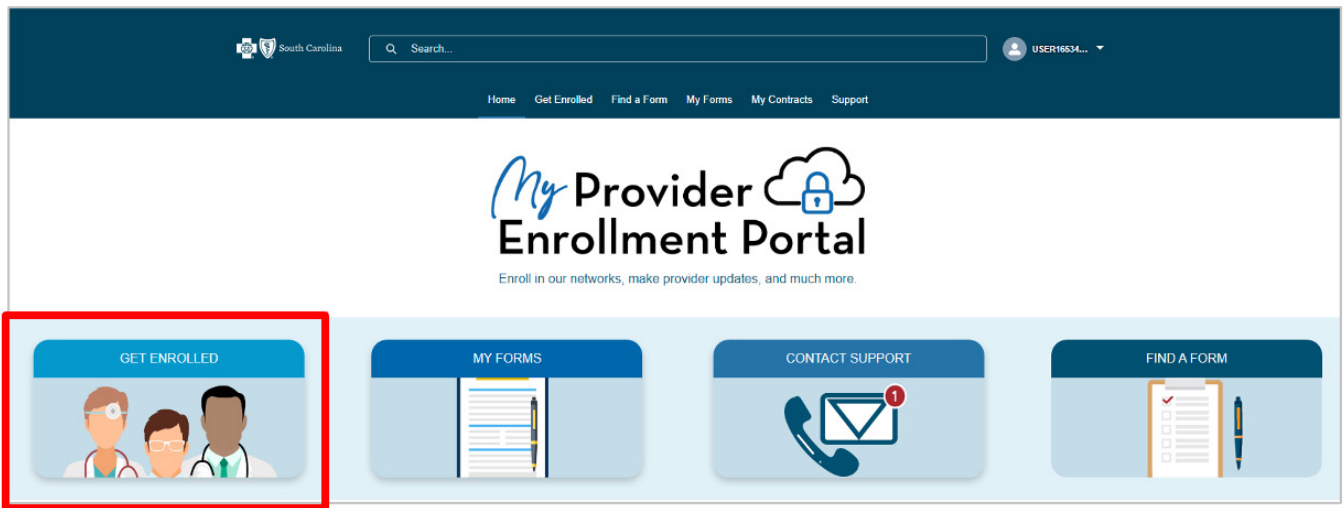 South Carolina
Search...
USER16534...
Home Get Enrolled Find a Form My Forms My Contracts Support
My Provider
Enrollment Portal
Enroll in our networks, make provider updates, and much more.
GET ENROLLED
MY FORMS
CONTACT SUPPORT
1
FIND A FORM